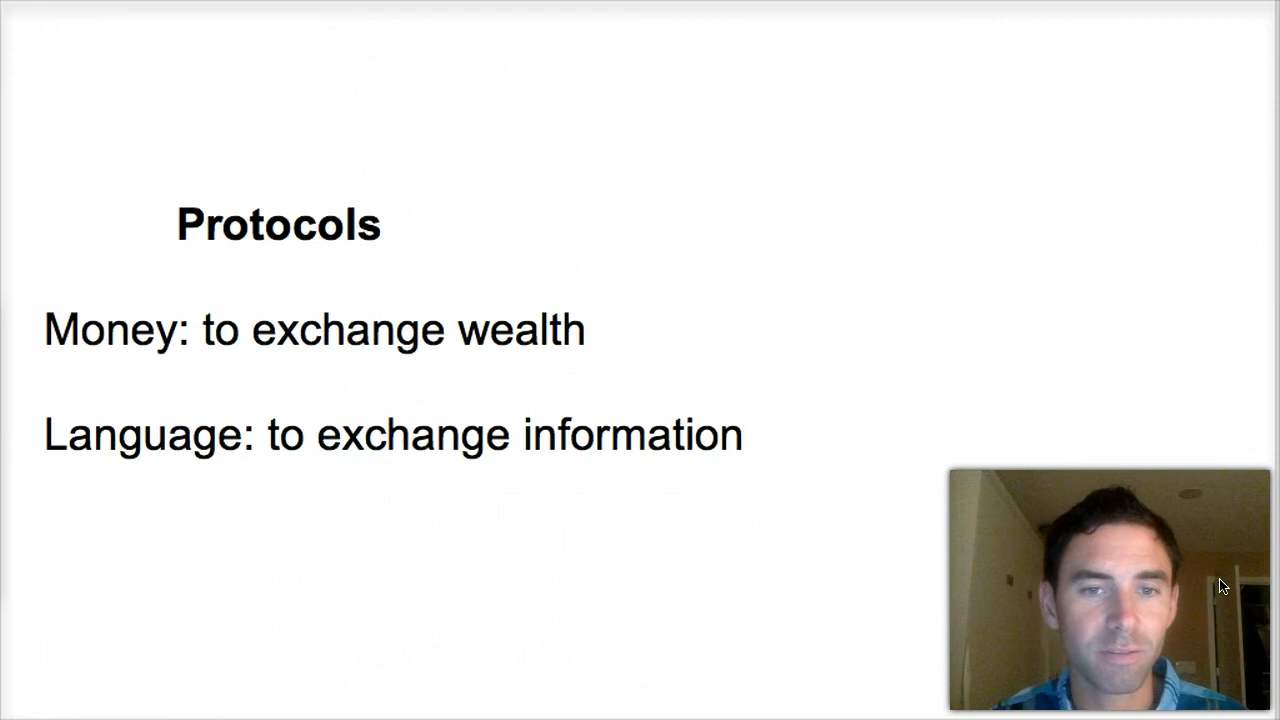 Protocols
Money: to exchange wealth
Language: to exchange information